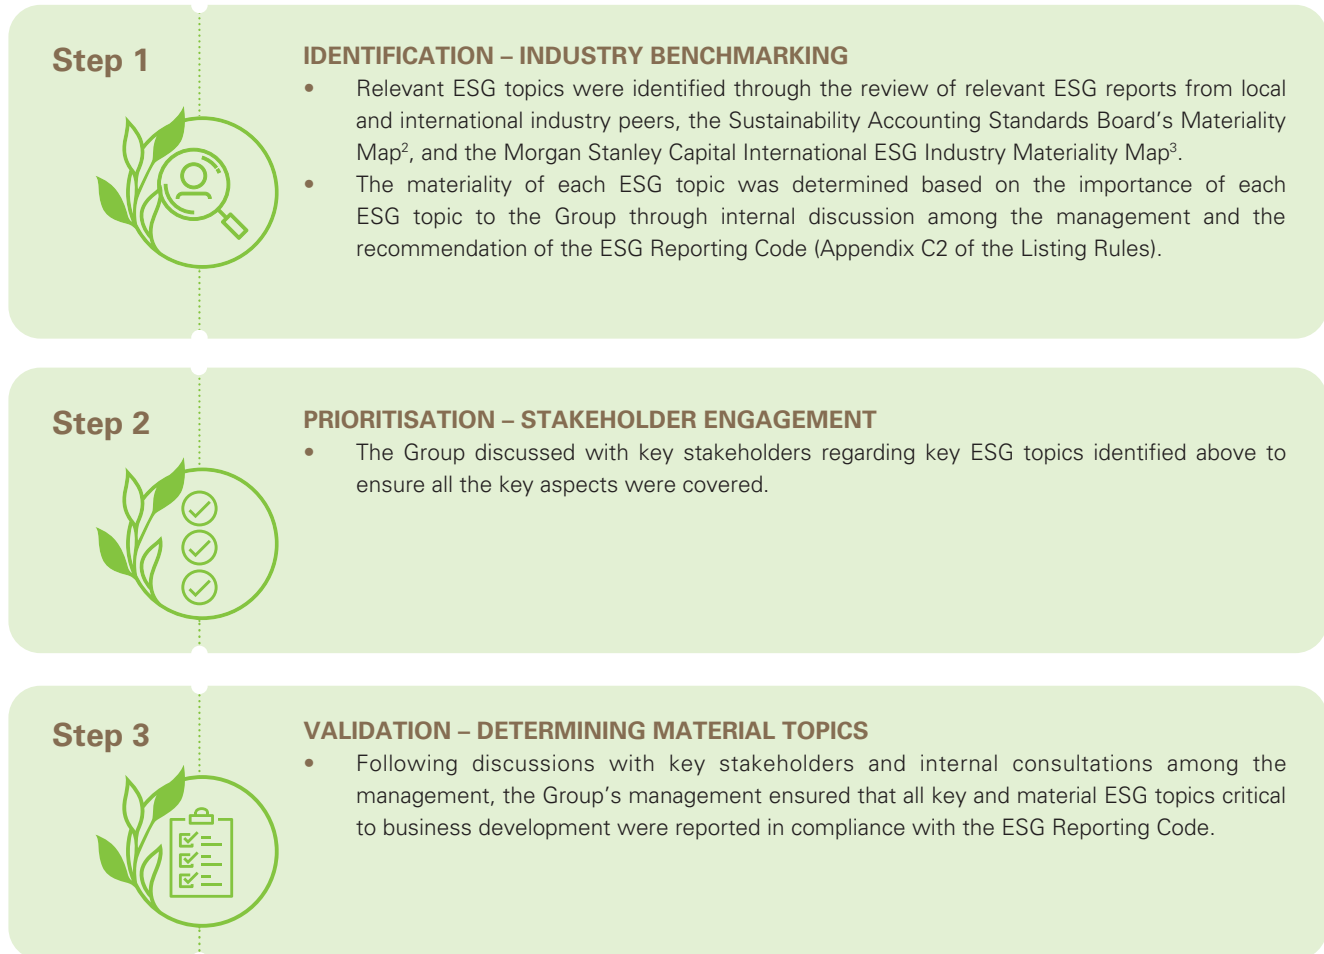 Step 1
IDENTIFICATION – INDUSTRY BENCHMARKING
• Relevant ESG topics were identified through the review of relevant ESG reports from local
and international industry peers, the Sustainability Accounting Standards Board's Materiality
Map², and the Morgan Stanley Capital International ESG Industry Materiality Map³.
• The materiality of each ESG topic was determined based on the importance of each
ESG topic to the Group through internal discussion among the management and the
recommendation of the ESG Reporting Code (Appendix C2 of the Listing Rules).
Step 2
PRIORITISATION – STAKEHOLDER ENGAGEMENT
• The Group discussed with key stakeholders regarding key ESG topics identified above to
ensure all the key aspects were covered.
Step 3
VALIDATION – DETERMINING MATERIAL TOPICS
• Following discussions with key stakeholders and internal consultations among the
management, the Group's management ensured that all key and material ESG topics critical
to business development were reported in compliance with the ESG Reporting Code.